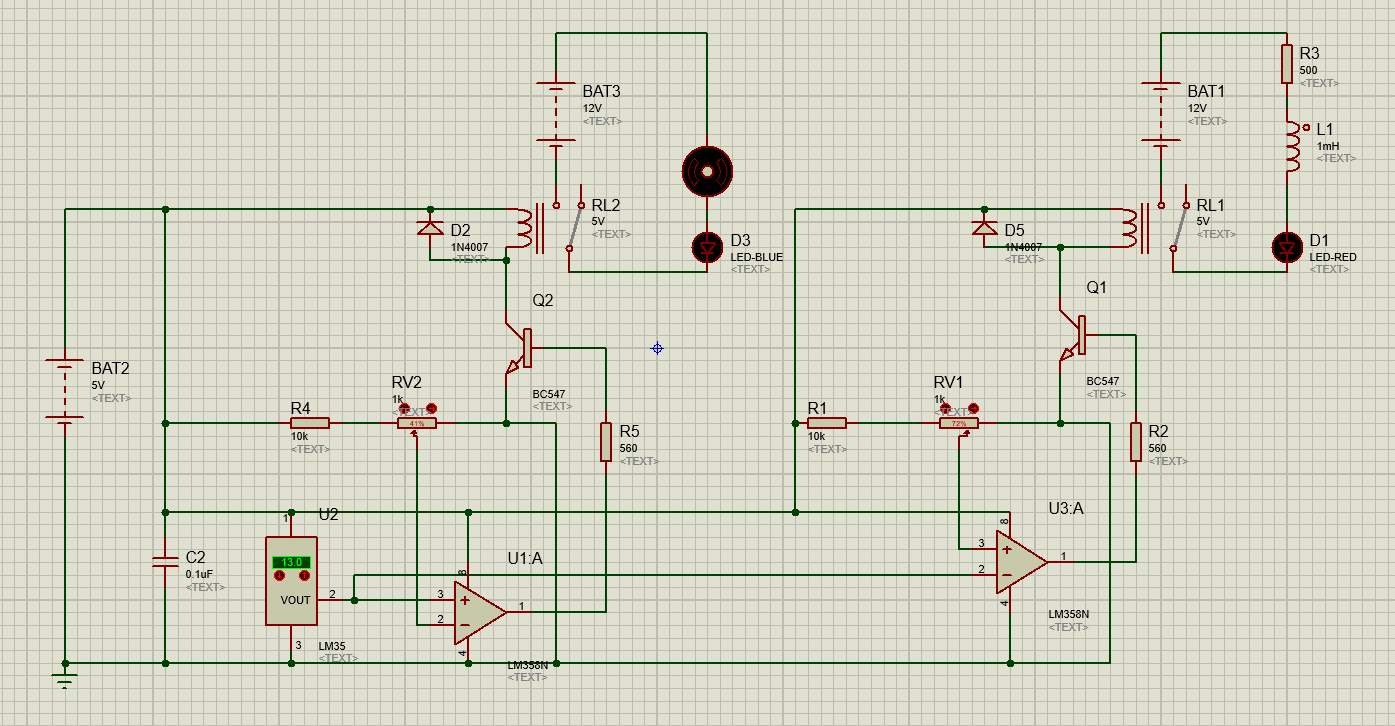 BAT3
12V
<TEXT>
BAT1
12V
<TEXT>
R3
500
<TEXT>
L1
1mH
<TEXT>
RL2
5V
<TEXT>
RL1
5V
<TEXT>
D2
1N4007
<TEXT>
D3
LED-BLUE
<TEXT>
D5
1N4007
<TEXT>
D1
LED-RED
<TEXT>
Q2
BC547
<TEXT>
Q1
BC547
<TEXT>
BAT2
5V
<TEXT>
R4
10k
<TEXT>
RV2
1k
<TEXT>
41%
R5
560
<TEXT>
R1
10k
<TEXT>
RV1
1k
<TEXT>
72%
R2
560
<TEXT>
C2
0.1uF
<TEXT>
U2
1
13.0
VOUT
2
3
LM35
<TEXT>
U1:A
8
3
2
1
4
LM358N
<TEXT>
U3:A
8
3
2
1
4
LM358N
<TEXT>